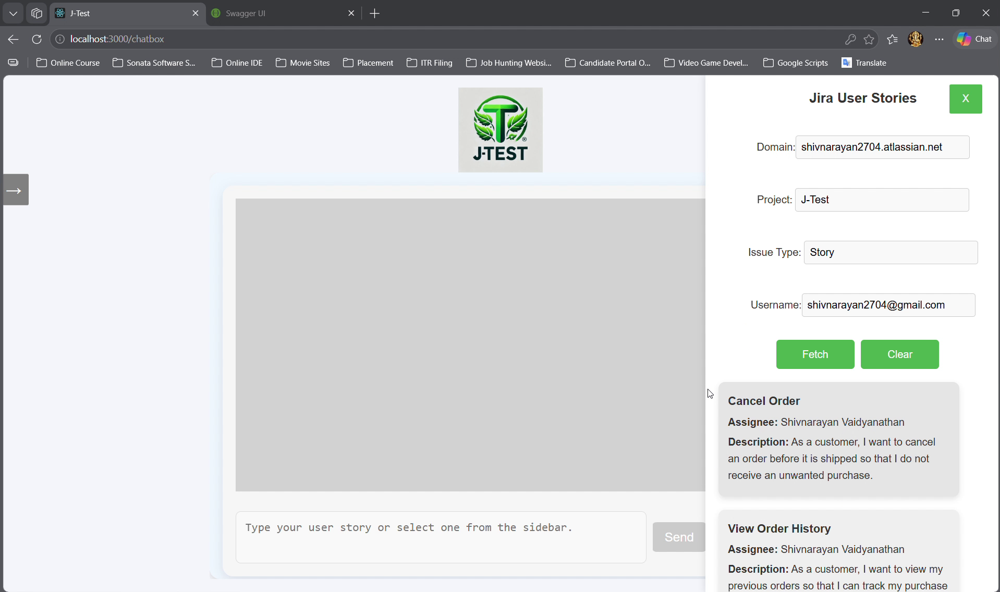 J-Test
Swagger UI
localhost:3000/chatbox
Chat
Online Course
Sonata Software S...
Online IDE
Movie Sites
Placement
ITR Filing
Job Hunting Websi...
Candidate Portal O...
Video Game Devel...
Google Scripts
Translate
T
®
J-TEST
→
Type your user story or select one from the sidebar.
Send
Jira User Stories
X
Domain: shivnarayan2704.atlassian.net
Project: J-Test
Issue Type: Story
Username: shivnarayan2704@gmail.com
Fetch
Clear
Cancel Order
Assignee: Shivnarayan Vaidyanathan
Description: As a customer, I want to cancel
an order before it is shipped so that I do not
receive an unwanted purchase.
View Order History
Assignee: Shivnarayan Vaidyanathan
Description: As a customer, I want to view my
previous orders so that I can track my purchase